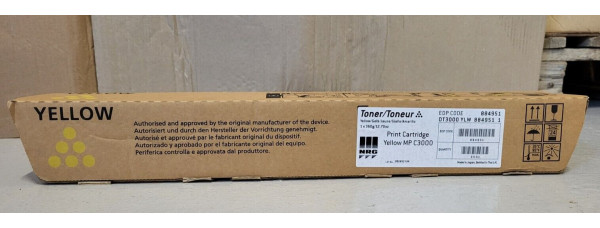 YELLOW
Authorised and approved by the original manufacturer of the device.
Autorisiert und durch den Hersteller der Vorrichtung genehmigt.
Autorisé et approuvé par le fabricant original du dispositif.
Autorizado y aprobado por el fabricante original del equipo.
Periferica controllata e approvata dal produttore.
Toner/Toneur
Print Cartridge
Yellow MP C3000
NRG
EDP CODE 884951
DT3000 YLW 884951 1